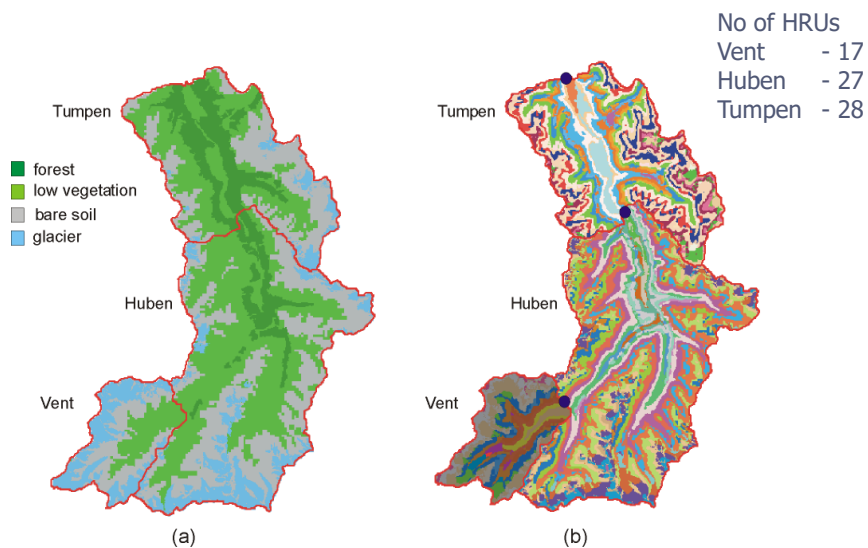 No of HRUs
Vent - 17
Huben - 27
Tumpen - 28
Tumpen
forest
low vegetation
bare soil
glacier
Huben
Vent
(a)
Tumpen
Huben
Vent
(b)